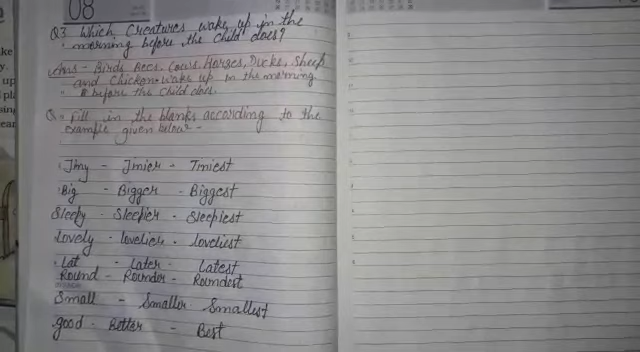 08
Q3 Which Creatures wake up in the
morning before the child does?
Ans - Birds, Bees, Cows, Horses, Ducks, Sheep
and Chicken wake up in the morning
before the child does.
Q - Fill in the blanks according to the
example given below -
Tiny - Tinier - Tiniest
Big - Bigger - Biggest
Sleepy - Sleepier - Sleepiest
Lovely - lovelier - loveliest
Lat - Later - Latest
Round - Rounder - Roundest
Small - Smaller - Smallest
good - Better - Best